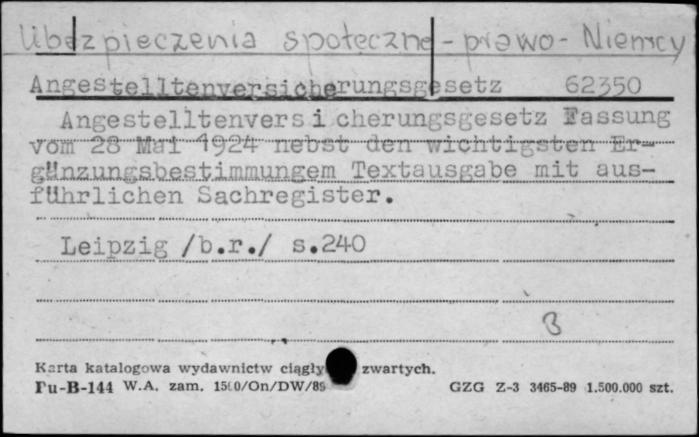 Ubezpieczenia społeczne - prawo - Niemcy
Angestelltenversicherungsgesetz 62350
Angestelltenvers i cherungsgesetz Fassung
vom 28 Mai 1924 nebst den wichtigsten Er-
gänzungsbestimmungem Textausgabe mit aus-
führlichen Sachregister.
Leipzig /b.r./ s.240
B
Karta katalogowa wydawnictw ciągły zwartych.
Pu-B-144 W.A. zam. 1500/On/DW/89 GZG Z-3 3465-89 1.500.000 szt.